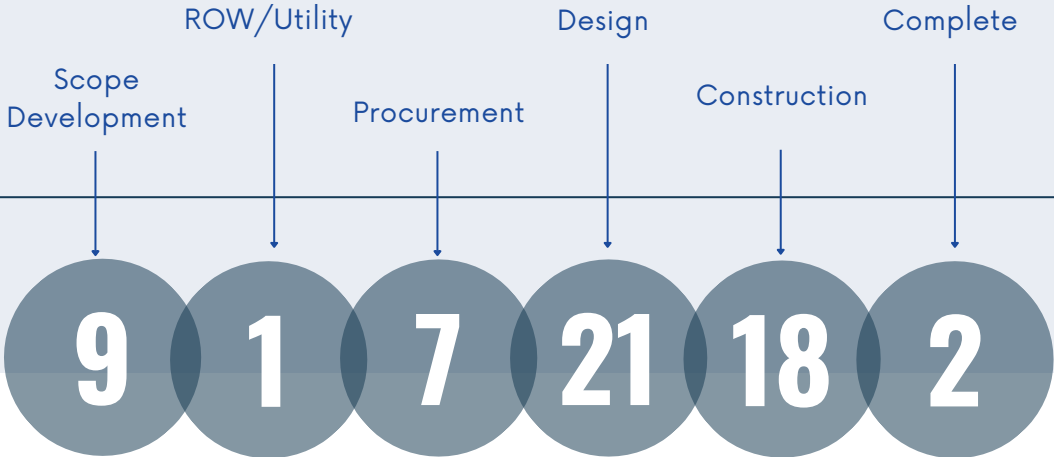 Scope
Development
ROW/Utility
Procurement
Design
Construction
Complete
9
1
7
21
18
2